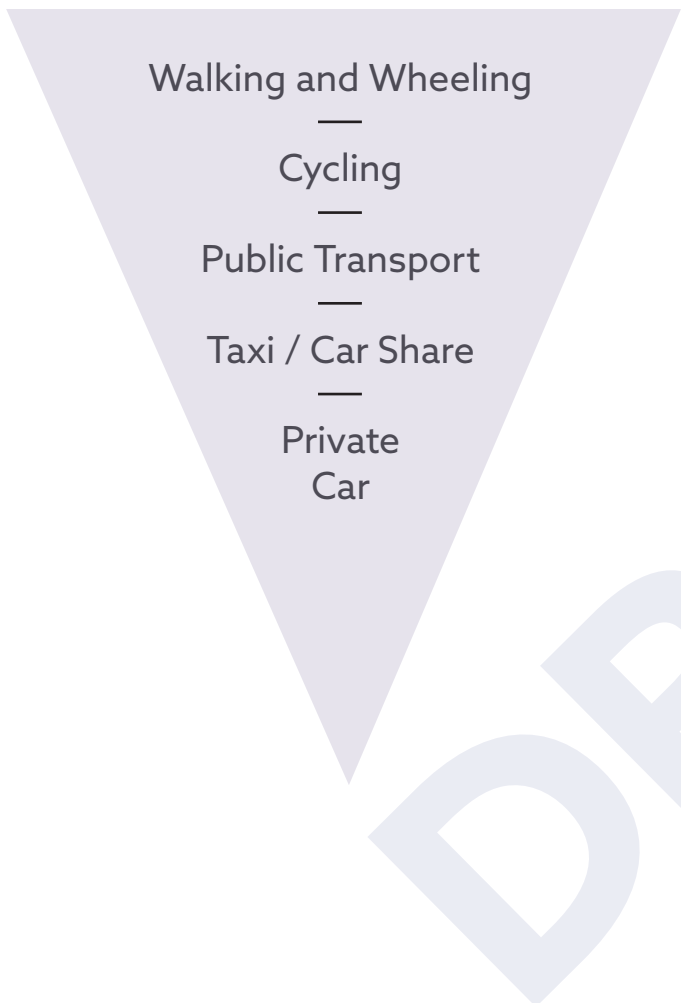 Walking and Wheeling
Cycling
Public Transport
Taxi / Car Share
Private
Car